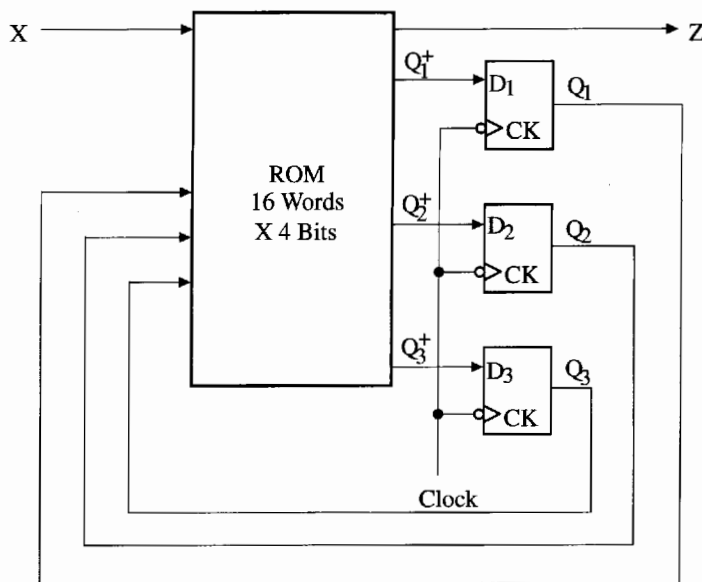 X
Z
Q₁⁺
D₁
Q₁
CK
ROM
16 Words
X 4 Bits
Q₂⁺
D₂
Q₂
CK
Q₃⁺
D₃
Q₃
CK
Clock